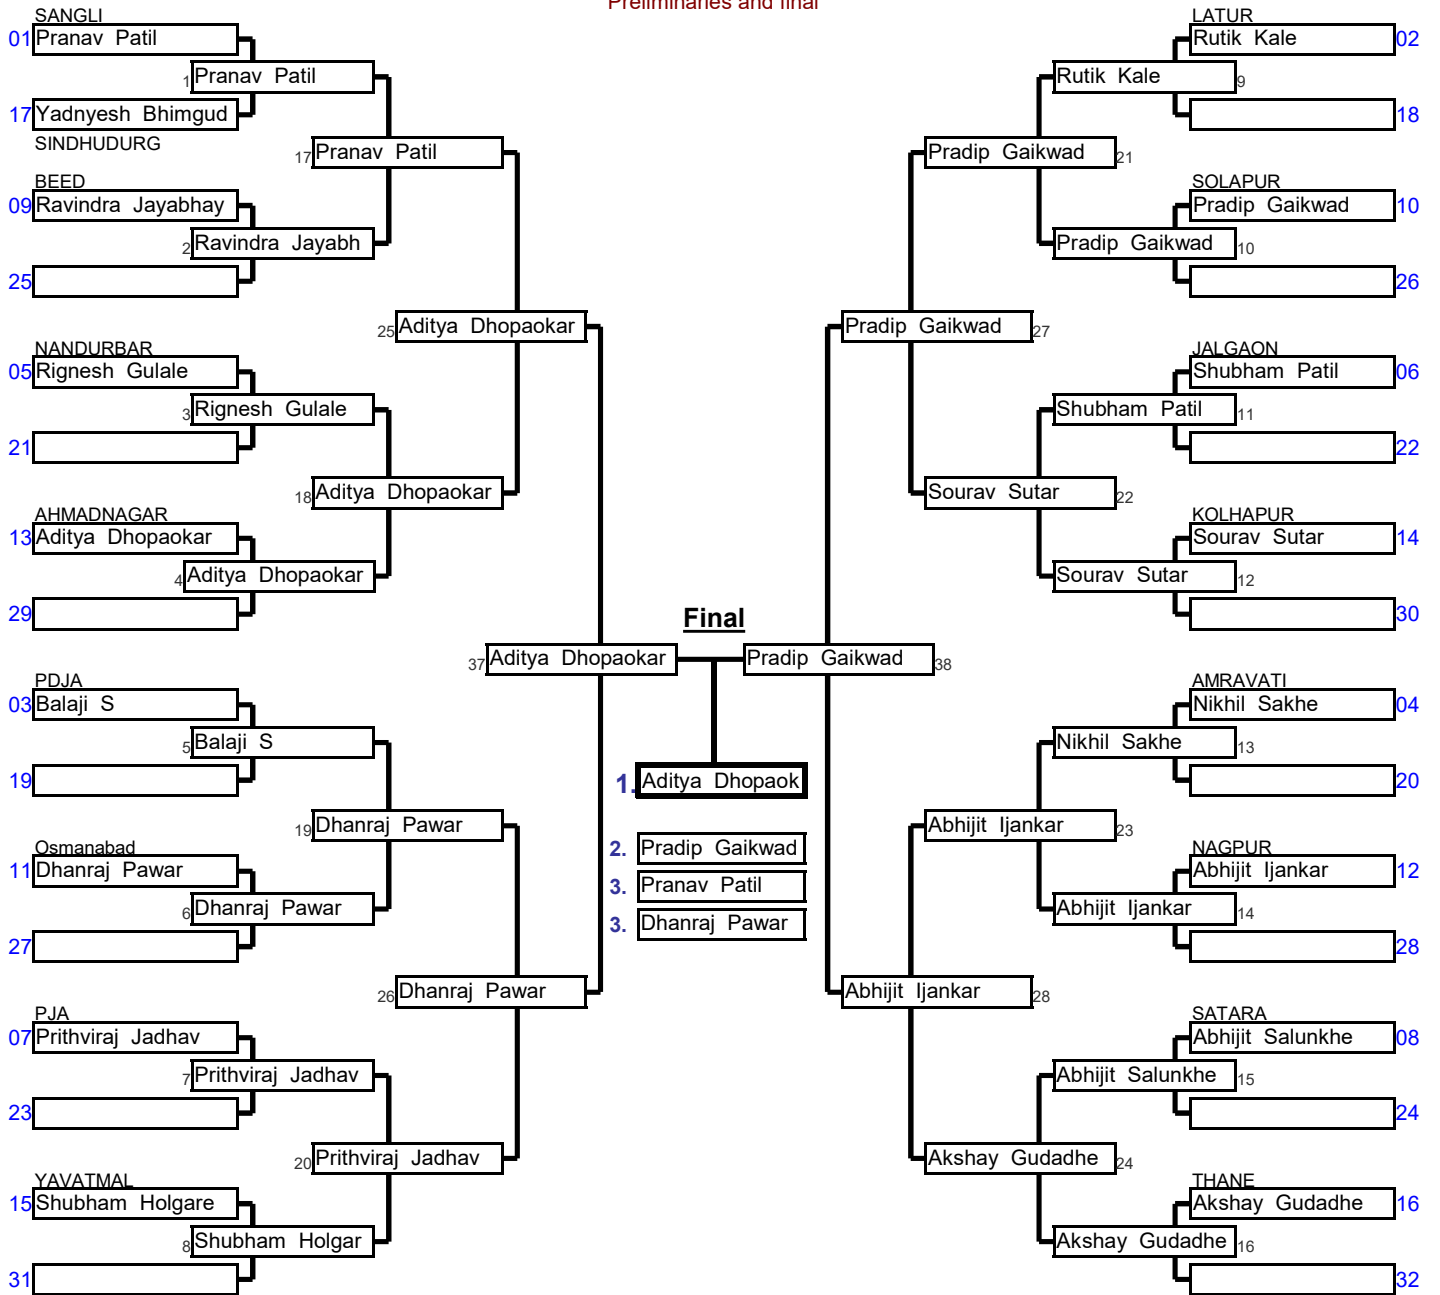 Preliminaries and final
SANGLI
01 Pranav Patil
1 Pranav Patil
17 Yadnyesh Bhimgud
SINDHUDURG
17 Pranav Patil
BEED
09 Ravindra Jayabhay
2 Ravindra Jayabh
25
25 Aditya Dhopaokar
NANDURBAR
05 Rignesh Gulale
3 Rignesh Gulale
21
18 Aditya Dhopaokar
AHMADNAGAR
13 Aditya Dhopaokar
4 Aditya Dhopaokar
29
37 Aditya Dhopaokar
PDJA
03 Balaji S
5 Balaji S
19
19 Dhanraj Pawar
Osmanabad
11 Dhanraj Pawar
6 Dhanraj Pawar
27
26 Dhanraj Pawar
PJA
07 Prithviraj Jadhav
7 Prithviraj Jadhav
23
20 Prithviraj Jadhav
YAVATMAL
15 Shubham Holgare
8 Shubham Holgar
31
Final
1. Aditya Dhopaok
2. Pradip Gaikwad
3. Pranav Patil
3. Dhanraj Pawar
LATUR
Rutik Kale 02
Rutik Kale 9
18
Pradip Gaikwad 21
SOLAPUR
Pradip Gaikwad 10
Pradip Gaikwad 10
26
Pradip Gaikwad 27
JALGAON
Shubham Patil 06
Shubham Patil 11
22
Sourav Sutar 22
KOLHAPUR
Sourav Sutar 14
Sourav Sutar 12
30
Pradip Gaikwad 38
AMRAVATI
Nikhil Sakhe 04
Nikhil Sakhe 13
20
Abhijit Ijankar 23
NAGPUR
Abhijit Ijankar 12
Abhijit Ijankar 14
28
Abhijit Ijankar 28
SATARA
Abhijit Salunkhe 08
Abhijit Salunkhe 15
24
Akshay Gudadhe 24
THANE
Akshay Gudadhe 16
Akshay Gudadhe 16
32